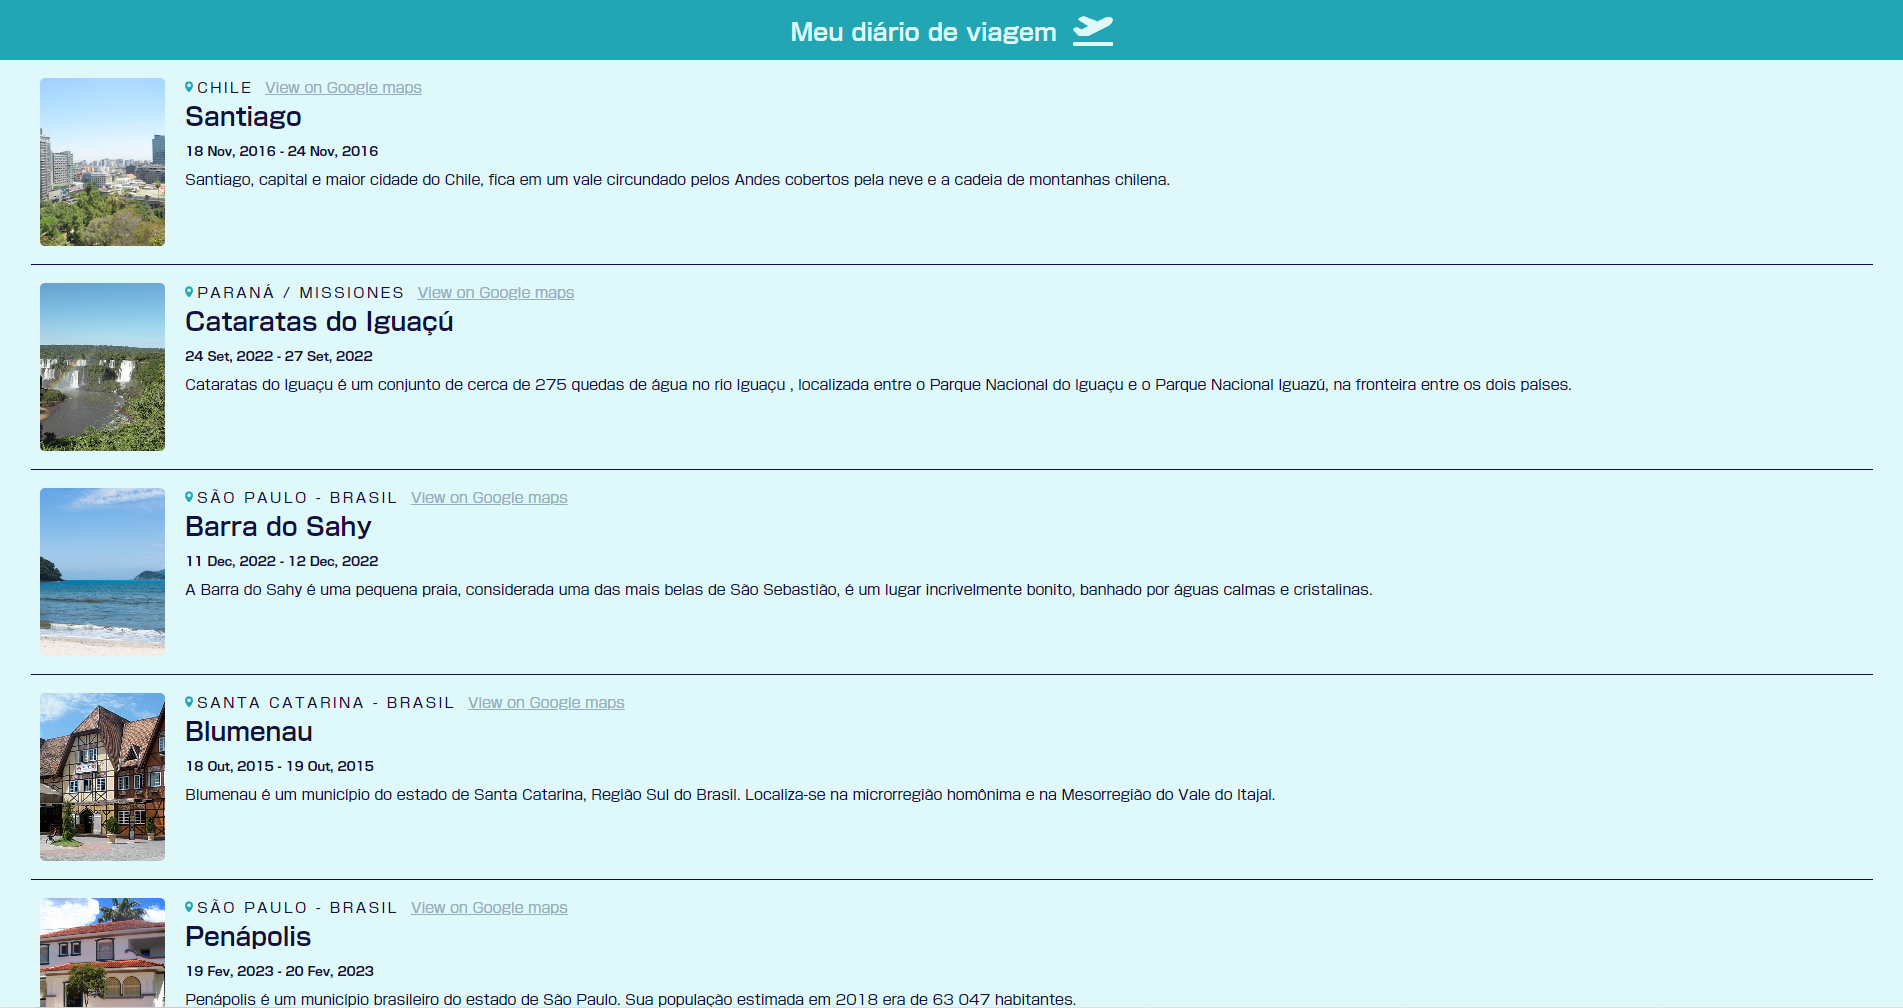 Meu diário de viagem
CHILE View on Google maps
Santiago
18 Nov, 2016 - 24 Nov, 2016
Santiago, capital e maior cidade do Chile, fica em um vale circundado pelos Andes cobertos pela neve e a cadeia de montanhas chilena.
PARANÁ / MISSIONES View on Google maps
Cataratas do Iguaçú
24 Set, 2022 - 27 Set, 2022
Cataratas do Iguaçu é um conjunto de cerca de 275 quedas de água no rio Iguaçu , localizada entre o Parque Nacional do Iguaçu e o Parque Nacional Iguazú, na fronteira entre os dois países.
SÃO PAULO - BRASIL View on Google maps
Barra do Sahy
11 Dec, 2022 - 12 Dec, 2022
A Barra do Sahy é uma pequena praia, considerada uma das mais belas de São Sebastião, é um lugar incrivelmente bonito, banhado por águas calmas e cristalinas.
SANTA CATARINA - BRASIL View on Google maps
Blumenau
18 Out, 2015 - 19 Out, 2015
Blumenau é um município do estado de Santa Catarina, Região Sul do Brasil. Localiza-se na microrregião homônima e na Mesorregião do Vale do Itajaí.
SÃO PAULO - BRASIL View on Google maps
Penápolis
19 Fev, 2023 - 20 Fev, 2023
Penápolis é um município brasileiro do estado de São Paulo. Sua população estimada em 2018 era de 63 047 habitantes.